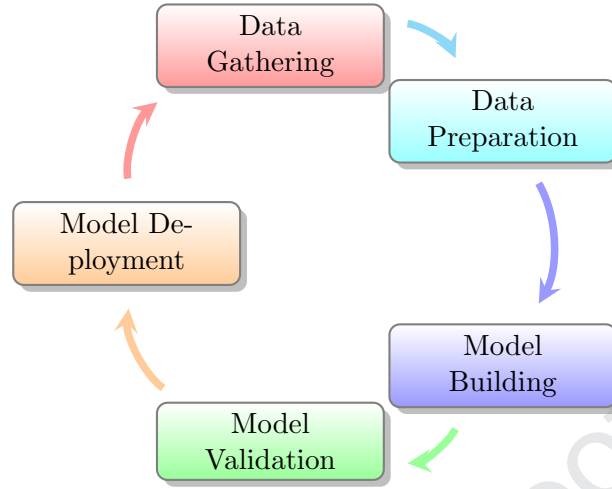 Data
Gathering
Data
Preparation
Model De-
ployment
Model
Building
Model
Validation